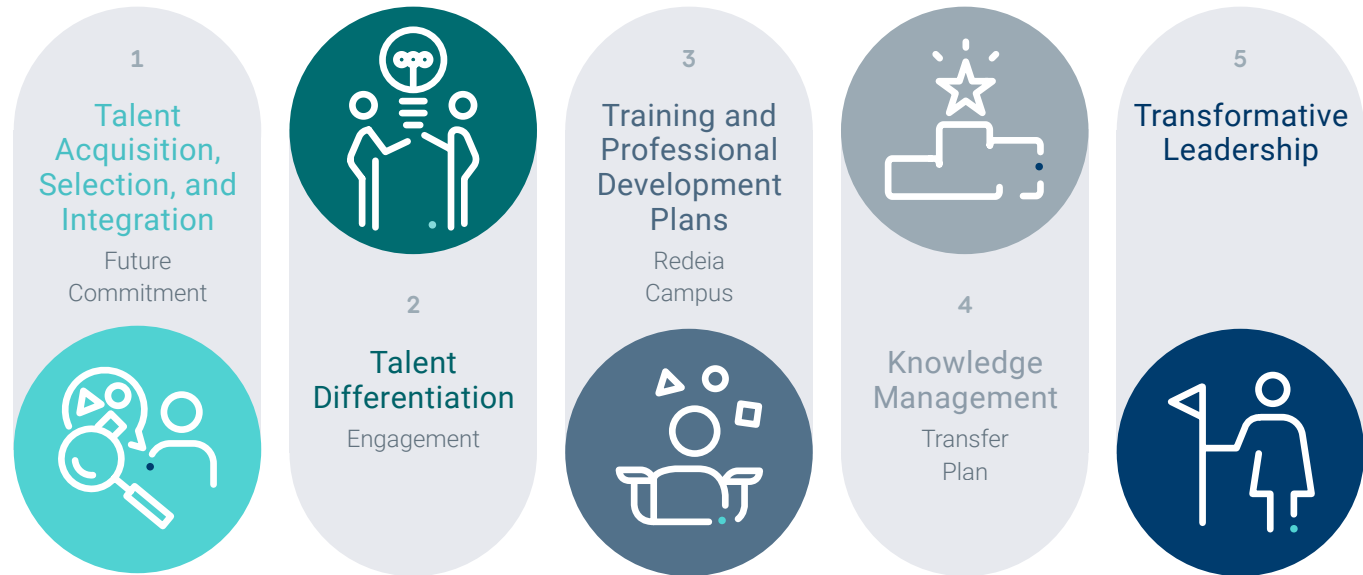 1
Talent
Acquisition,
Selection, and
Integration
Future
Commitment
2
Talent
Differentiation
Engagement
3
Training and
Professional
Development
Plans
Redeia
Campus
4
Knowledge
Management
Transfer
Plan
5
Transformative
Leadership